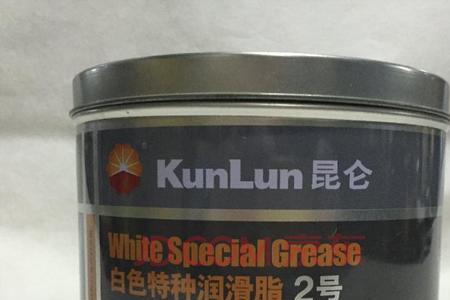 KunLun 昆仑
White Special Grease
白色特种润滑脂 2号